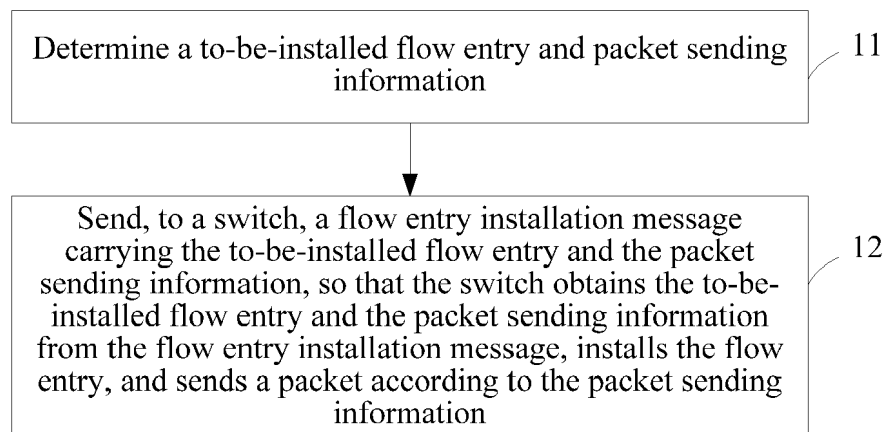 Determine a to-be-installed flow entry and packet sending
information
11
Send, to a switch, a flow entry installation message
carrying the to-be-installed flow entry and the packet
sending information, so that the switch obtains the to-be-
installed flow entry and the packet sending information
from the flow entry installation message, installs the flow
entry, and sends a packet according to the packet sending
information
12